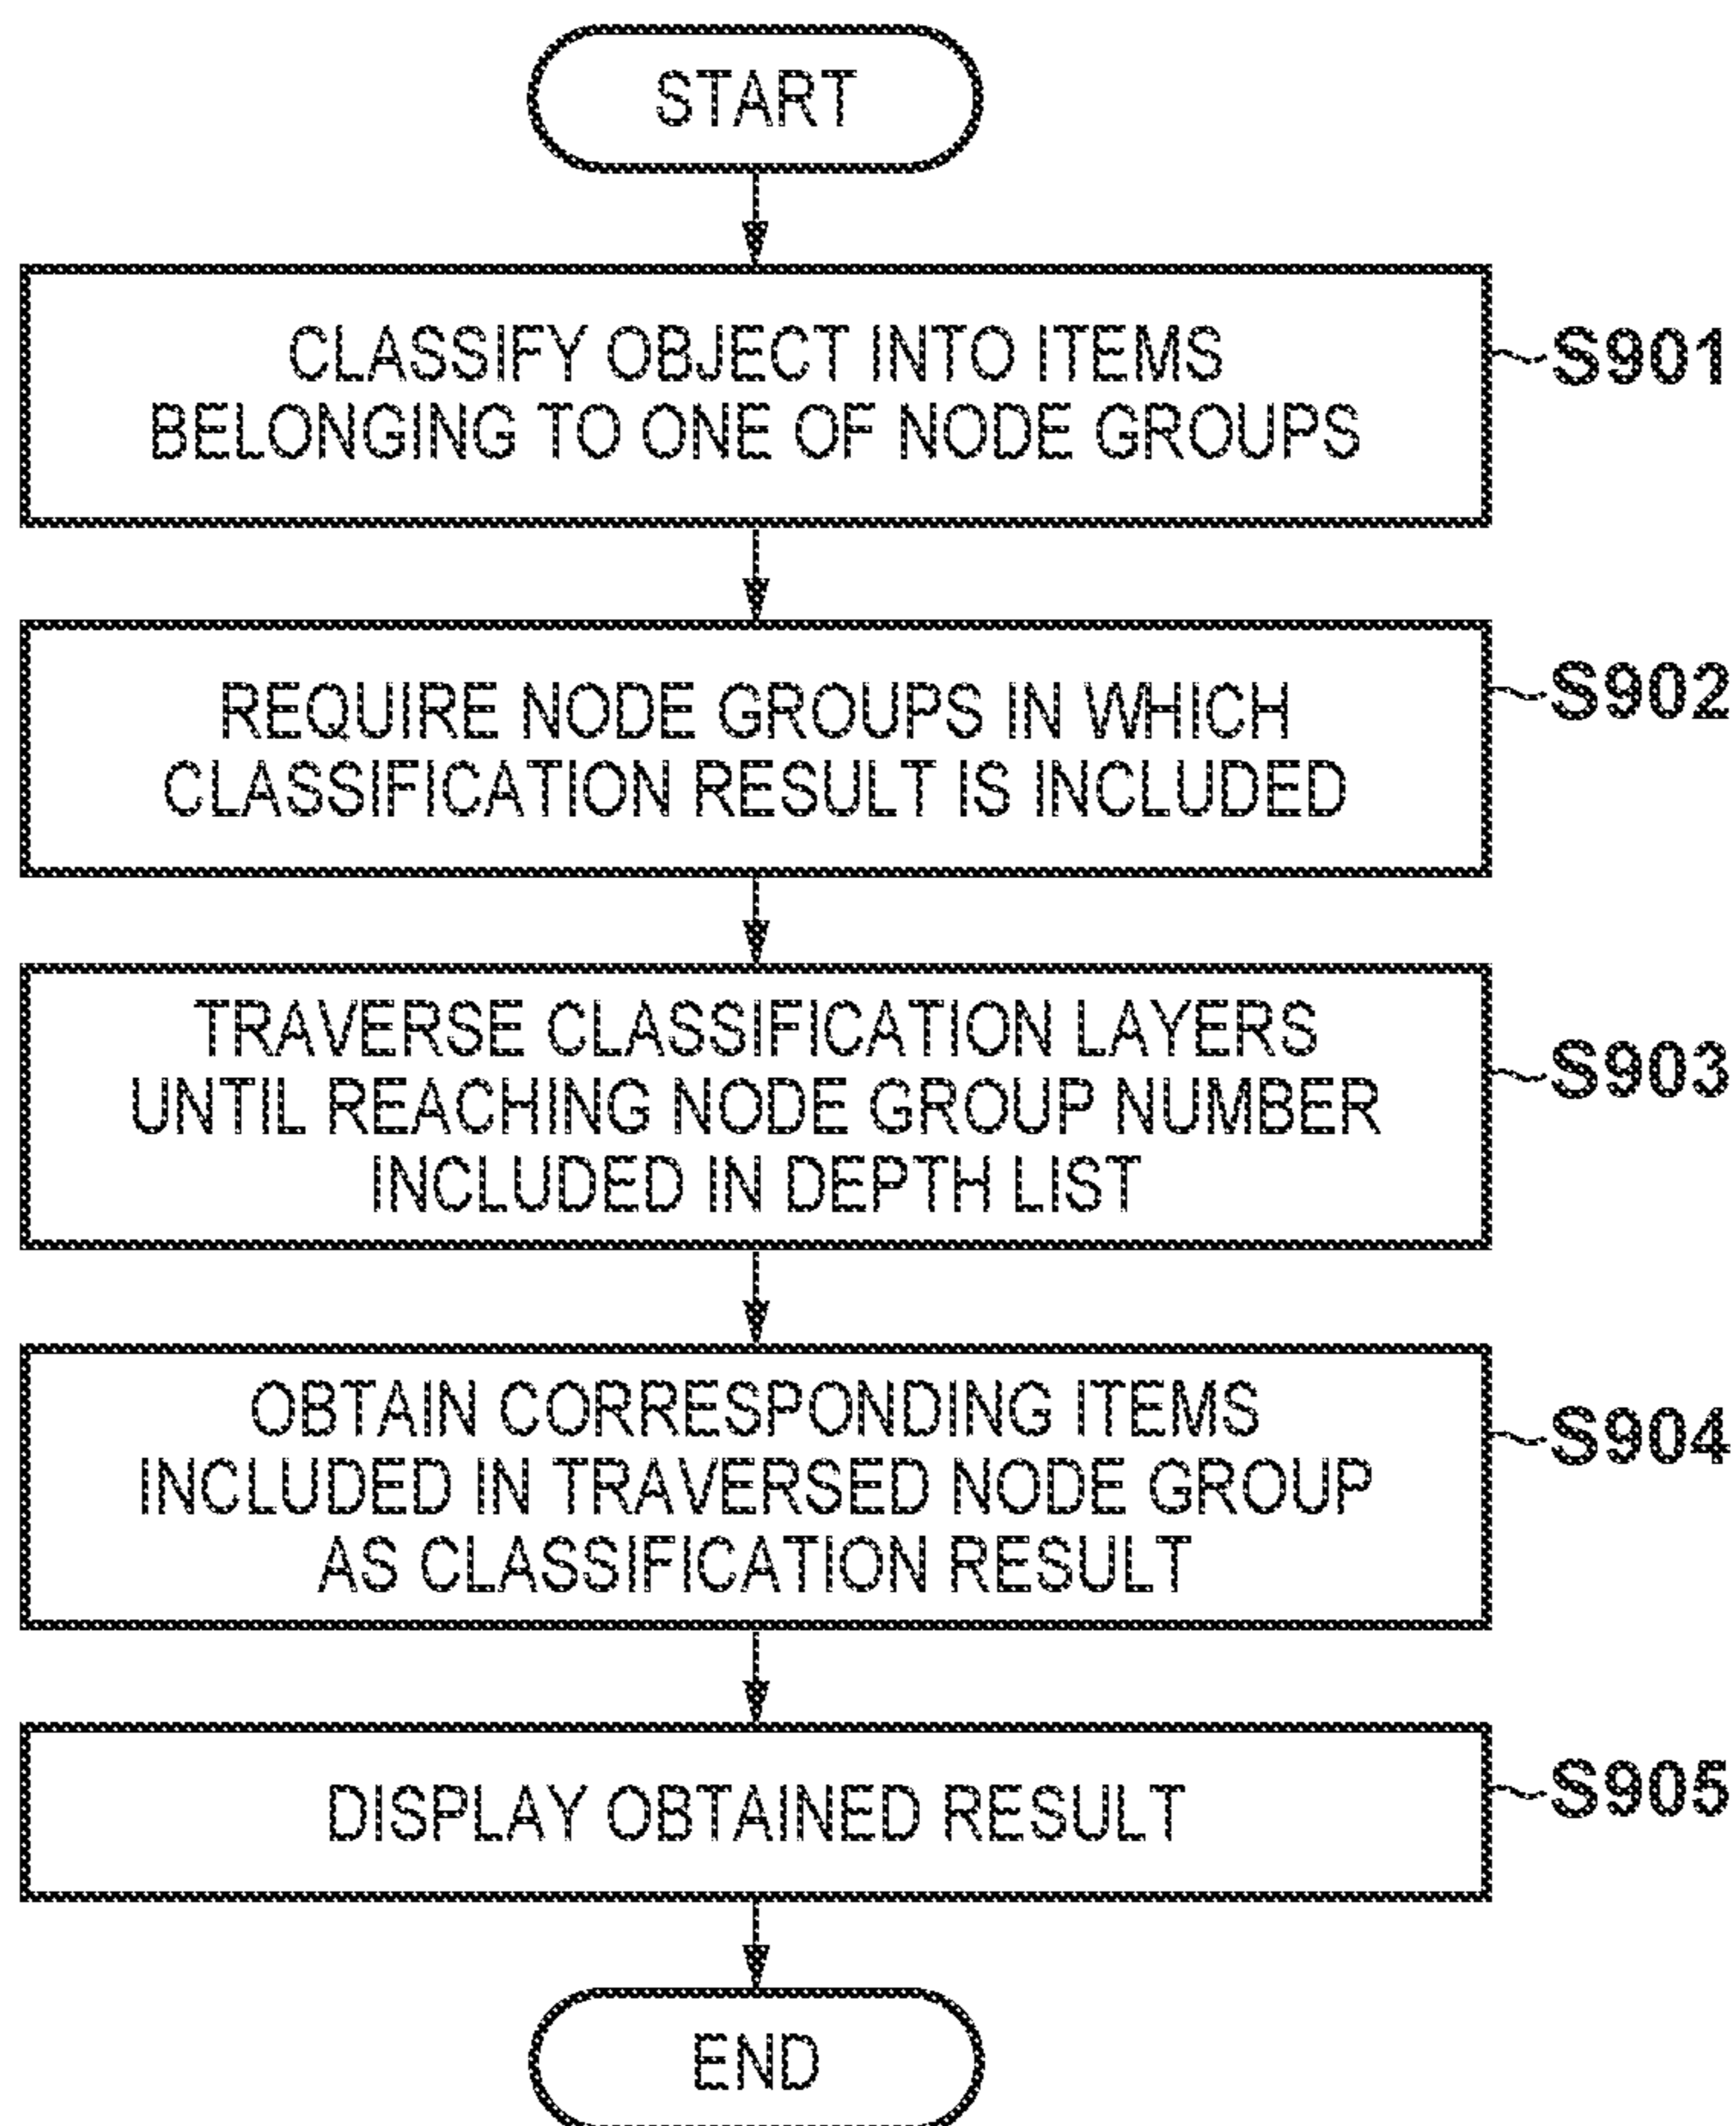 START
CLASSIFY OBJECT INTO ITEMS
BELONGING TO ONE OF NODE GROUPS
S901
REQUIRE NODE GROUPS IN WHICH
CLASSIFICATION RESULT IS INCLUDED
S902
TRAVERSE CLASSIFICATION LAYERS
UNTIL REACHING NODE GROUP NUMBER
INCLUDED IN DEPTH LIST
S903
OBTAIN CORRESPONDING ITEMS
INCLUDED IN TRAVERSED NODE GROUP
AS CLASSIFICATION RESULT
S904
DISPLAY OBTAINED RESULT
S905
END